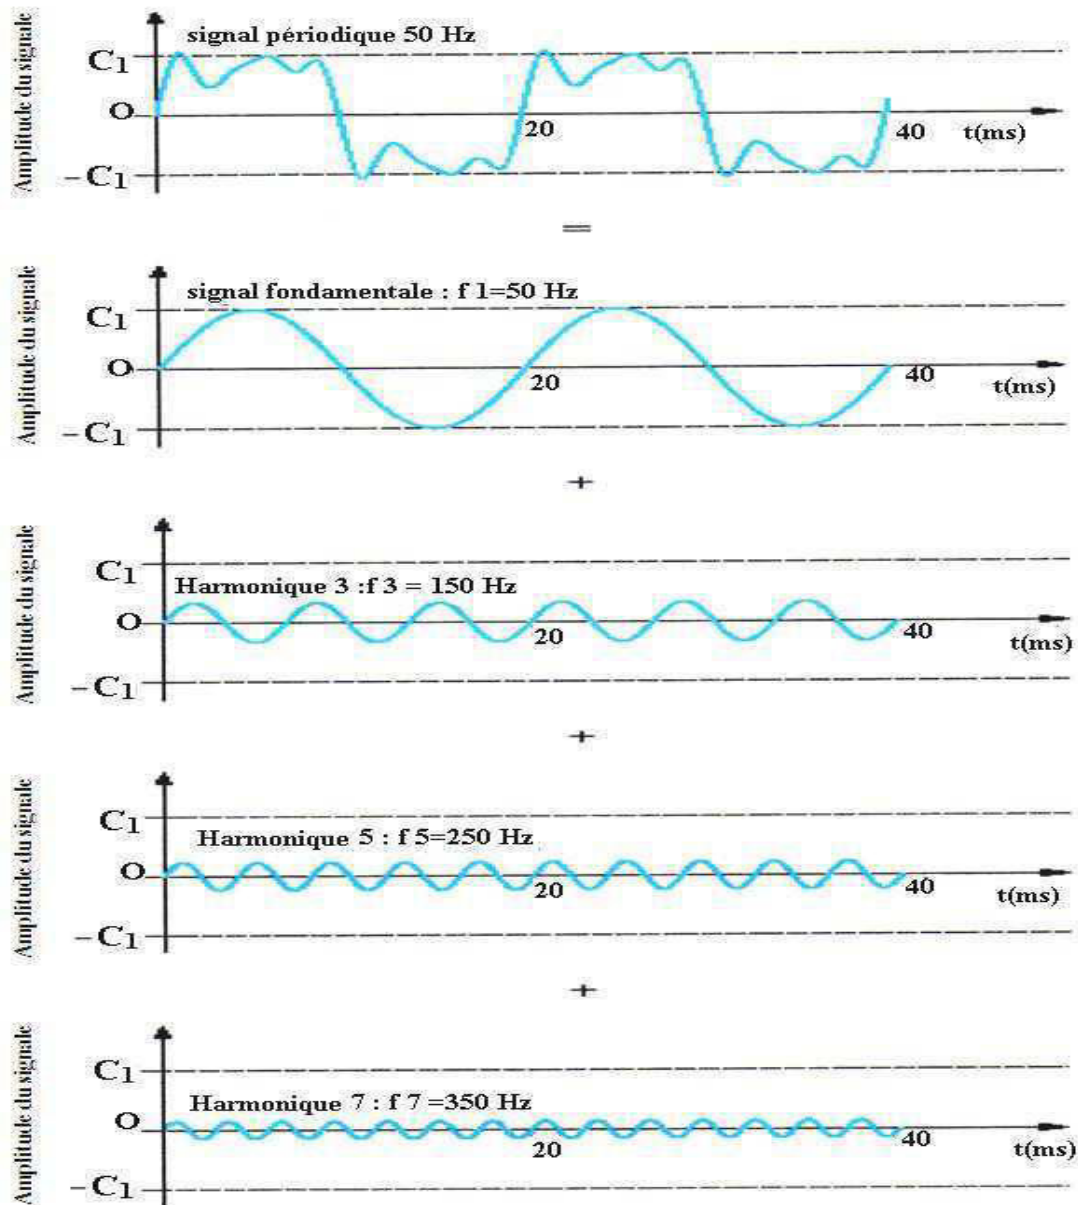 Amplitude du signale
signal périodique 50 Hz
C1
O
20
40
t(ms)
−C1
=
Amplitude du signale
signal fondamentale : f 1=50 Hz
C1
O
20
40
t(ms)
−C1
+
Amplitude du signale
C1
Harmonique 3 :f 3 = 150 Hz
O
20
40
t(ms)
−C1
+
Amplitude du signale
C1
Harmonique 5 : f 5=250 Hz
O
20
40
t(ms)
−C1
+
Amplitude du signale
C1
Harmonique 7 : f 7 =350 Hz
O
20
40
t(ms)
−C1